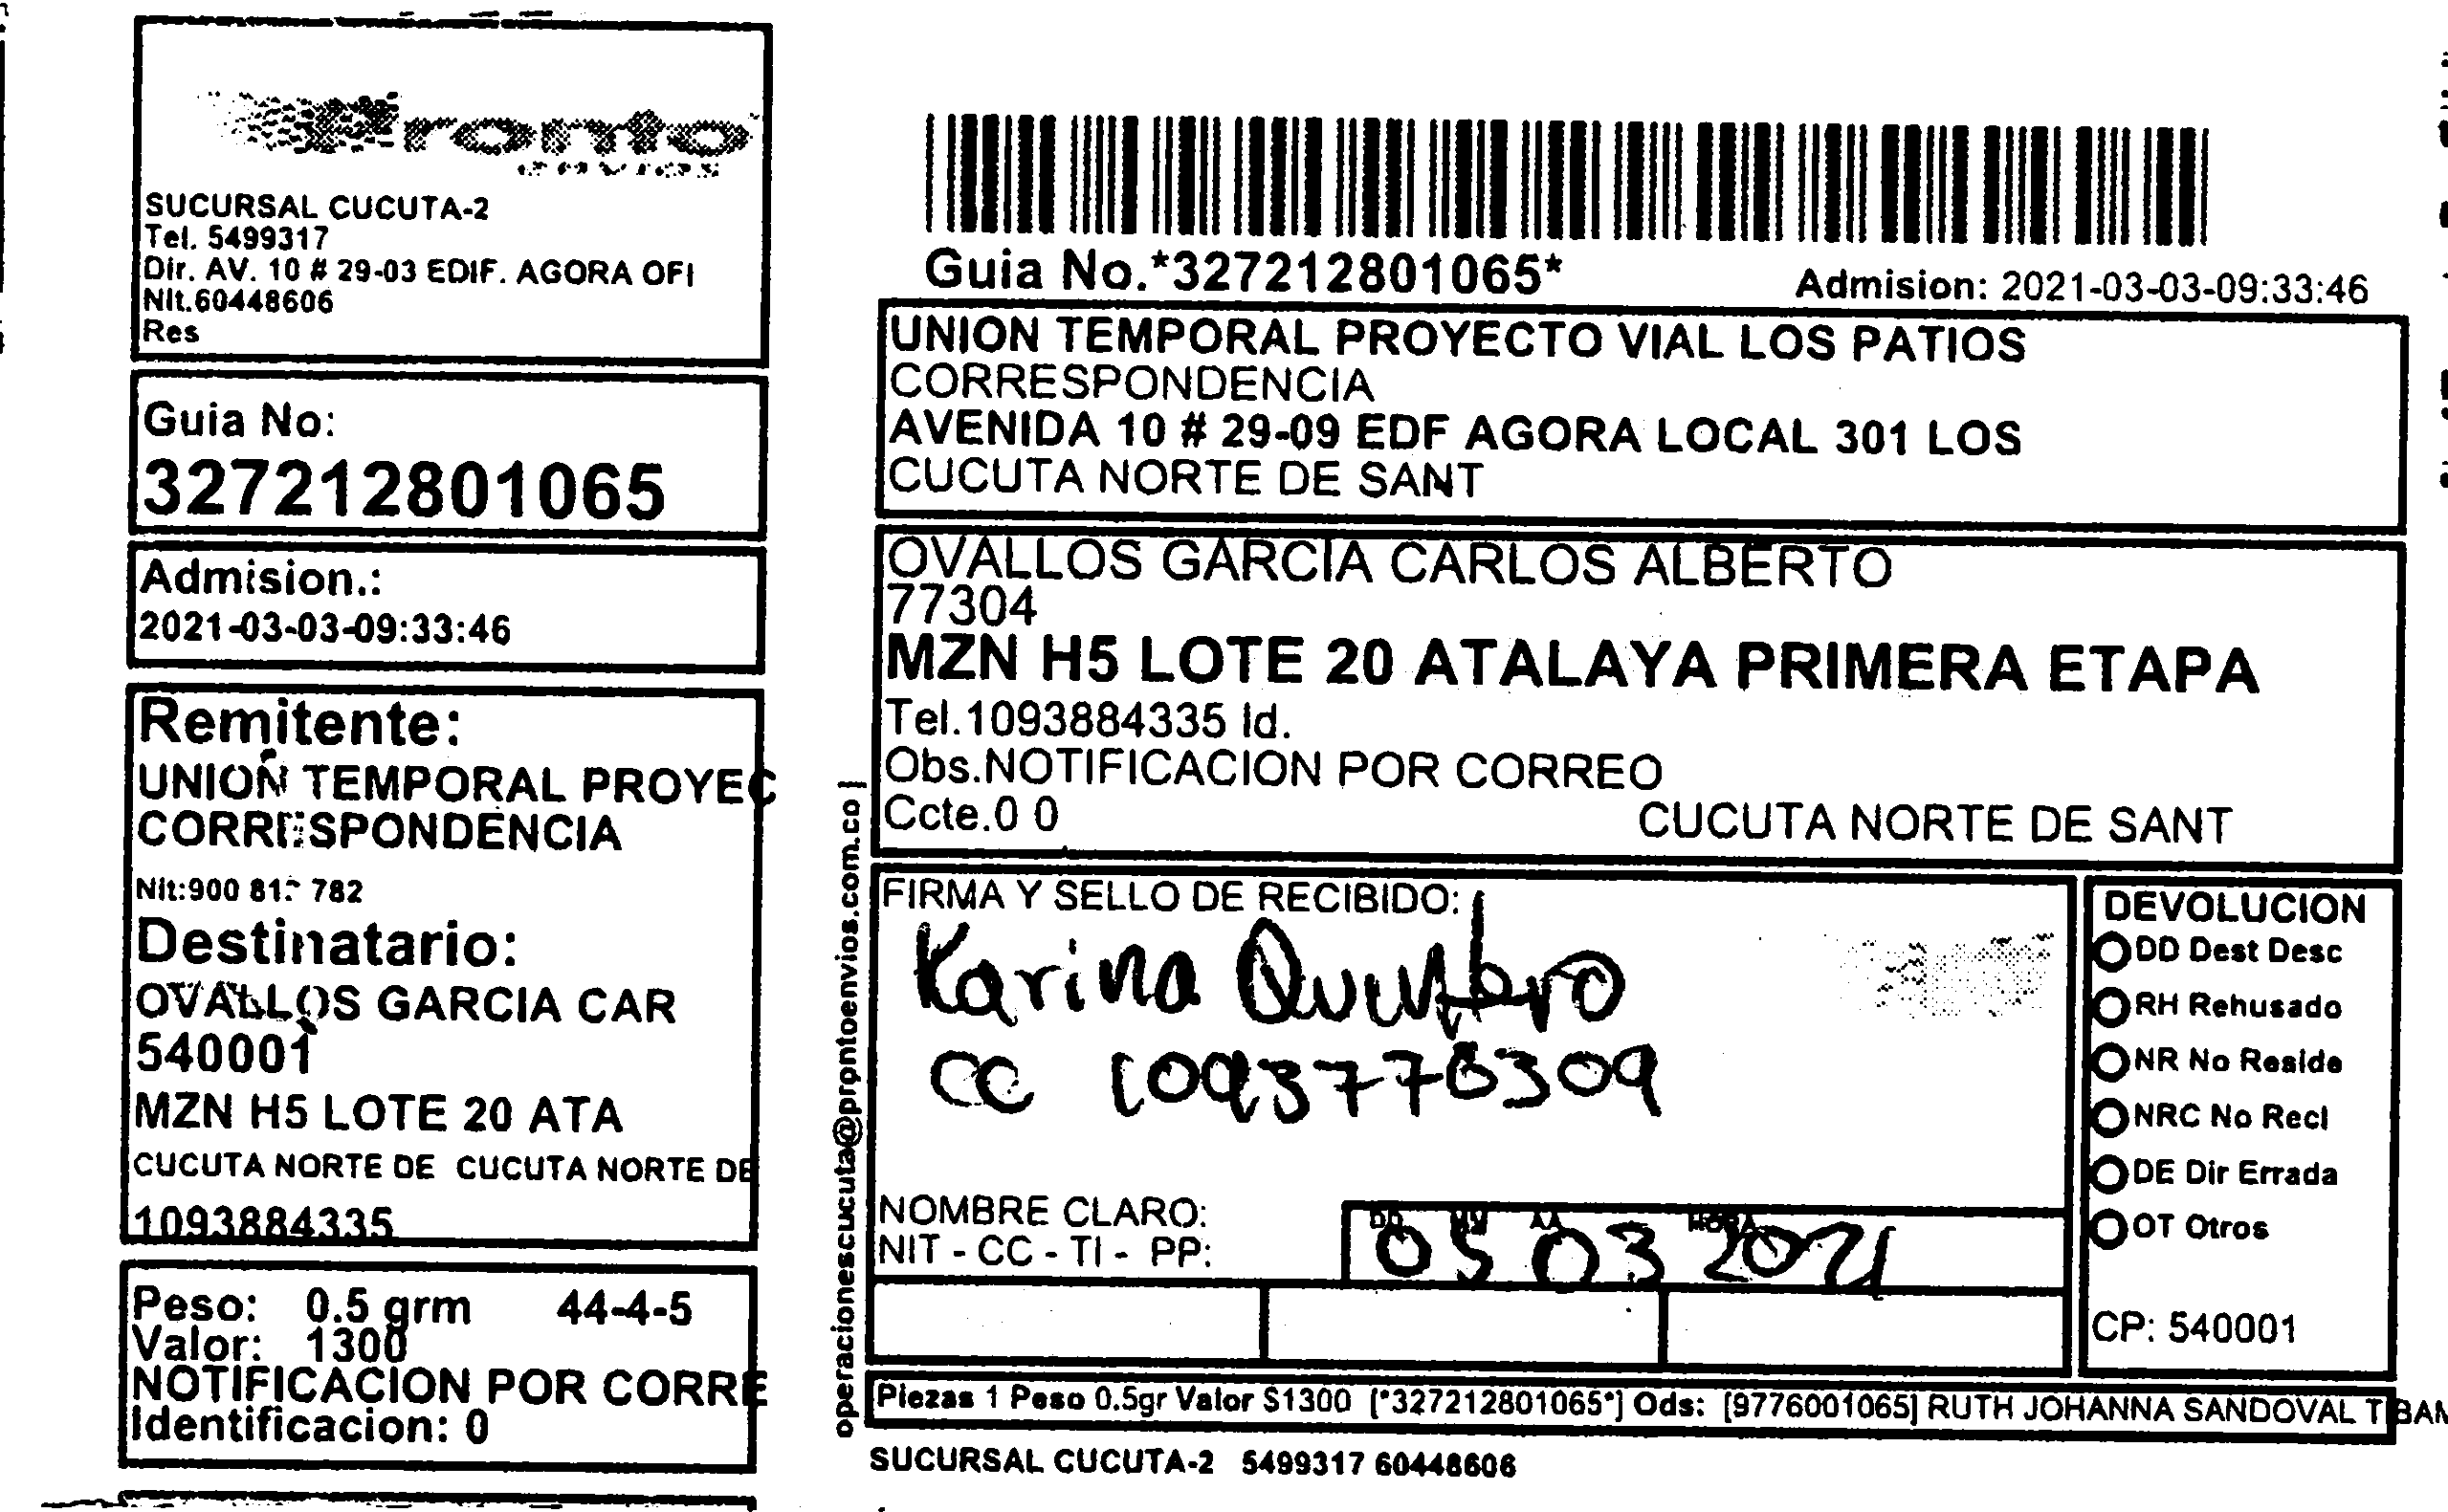 Pronto
envios
SUCURSAL CUCUTA-2
Tel. 5499317
Dir. AV. 10 # 29-03 EDIF. AGORA OFI
Nit.60448606
Res
Guia No:
327212801065
Admision.:
2021-03-03-09:33:46
Remitente:
UNION TEMPORAL PROYEC
CORRESPONDENCIA
Nit:900 81 782
Destinatario:
OVALLOS GARCIA CAR
540001
MZN H5 LOTE 20 ATA
CUCUTA NORTE DE CUCUTA NORTE DE
1093884335
Peso: 0.5 grm 44-4-5
Valor: 1300
NOTIFICACION POR CORRE
Identificacion: 0
operacionescucuta@prontoenvios.com.co |
Guia No.*327212801065*
Admision: 2021-03-03-09:33:46
UNION TEMPORAL PROYECTO VIAL LOS PATIOS
CORRESPONDENCIA
AVENIDA 10 # 29-09 EDF AGORA LOCAL 301 LOS
CUCUTA NORTE DE SANT
OVALLOS GARCIA CARLOS ALBERTO
77304
MZN H5 LOTE 20 ATALAYA PRIMERA ETAPA
Tel.1093884335 Id.
Obs.NOTIFICACION POR CORREO
Ccte.0 0
CUCUTA NORTE DE SANT
FIRMA Y SELLO DE RECIBIDO:
Karina
CC 1093778309
NOMBRE CLARO:
NIT - CC - TI - PP:
DD MM AA HORA
05 03 2021
DEVOLUCION
DD Dest Desc
RH Rehusado
NR No Reside
NRC No Recl
DE Dir Errada
OT Otros
CP: 540001
Piezas 1 Peso 0.5gr Valor $1300 [*327212801065*] Ods: [9776001065] RUTH JOHANNA SANDOVAL TIBAM
SUCURSAL CUCUTA-2 5499317 60448606